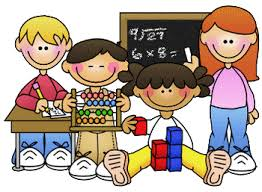 9√27
6 x 8 =